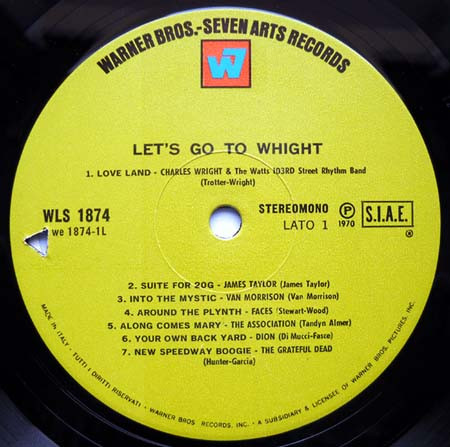 WARNER BROS.-SEVEN ARTS RECORDS
W7
LET'S GO TO WHIGHT
1. LOVE LAND - CHARLES WRIGHT & The Watts 103RD Street Rhythm Band
(Trotter-Wright)
WLS 1874
we 1874-1L
STEREOMONO
LATO 1
P
1970
S.I.A.E.
2. SUITE FOR 20G - JAMES TAYLOR (James Taylor)
3. INTO THE MYSTIC - VAN MORRISON (Van Morrison)
4. AROUND THE PLYNTH - FACES 'Stewart-Wood)
5. ALONG COMES MARY - THE ASSOCIATION (Tandyn Almer)
6. YOUR OWN BACK YARD - DION (Di Mucci-Fasce)
7. NEW SPEEDWAY BOOGIE - THE GRATEFUL DEAD
(Hunter-Garcia)
MADE IN ITALY - TUTTI I DIRITTI RISERVATI - WARNER BROS. RECORDS, INC. - A SUBSIDIARY & LICENSEE OF WARNER BROS. PICTURES, INC.